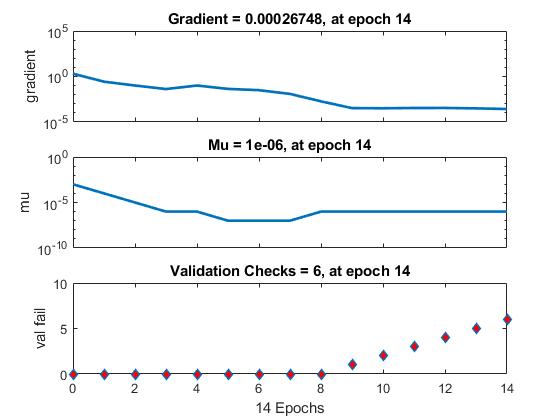 Gradient = 0.00026748, at epoch 14
10^5
10^0
10^-5
gradient
Mu = 1e-06, at epoch 14
10^0
10^-5
10^-10
mu
Validation Checks = 6, at epoch 14
10
5
0
val fail
0 2 4 6 8 10 12 14
14 Epochs